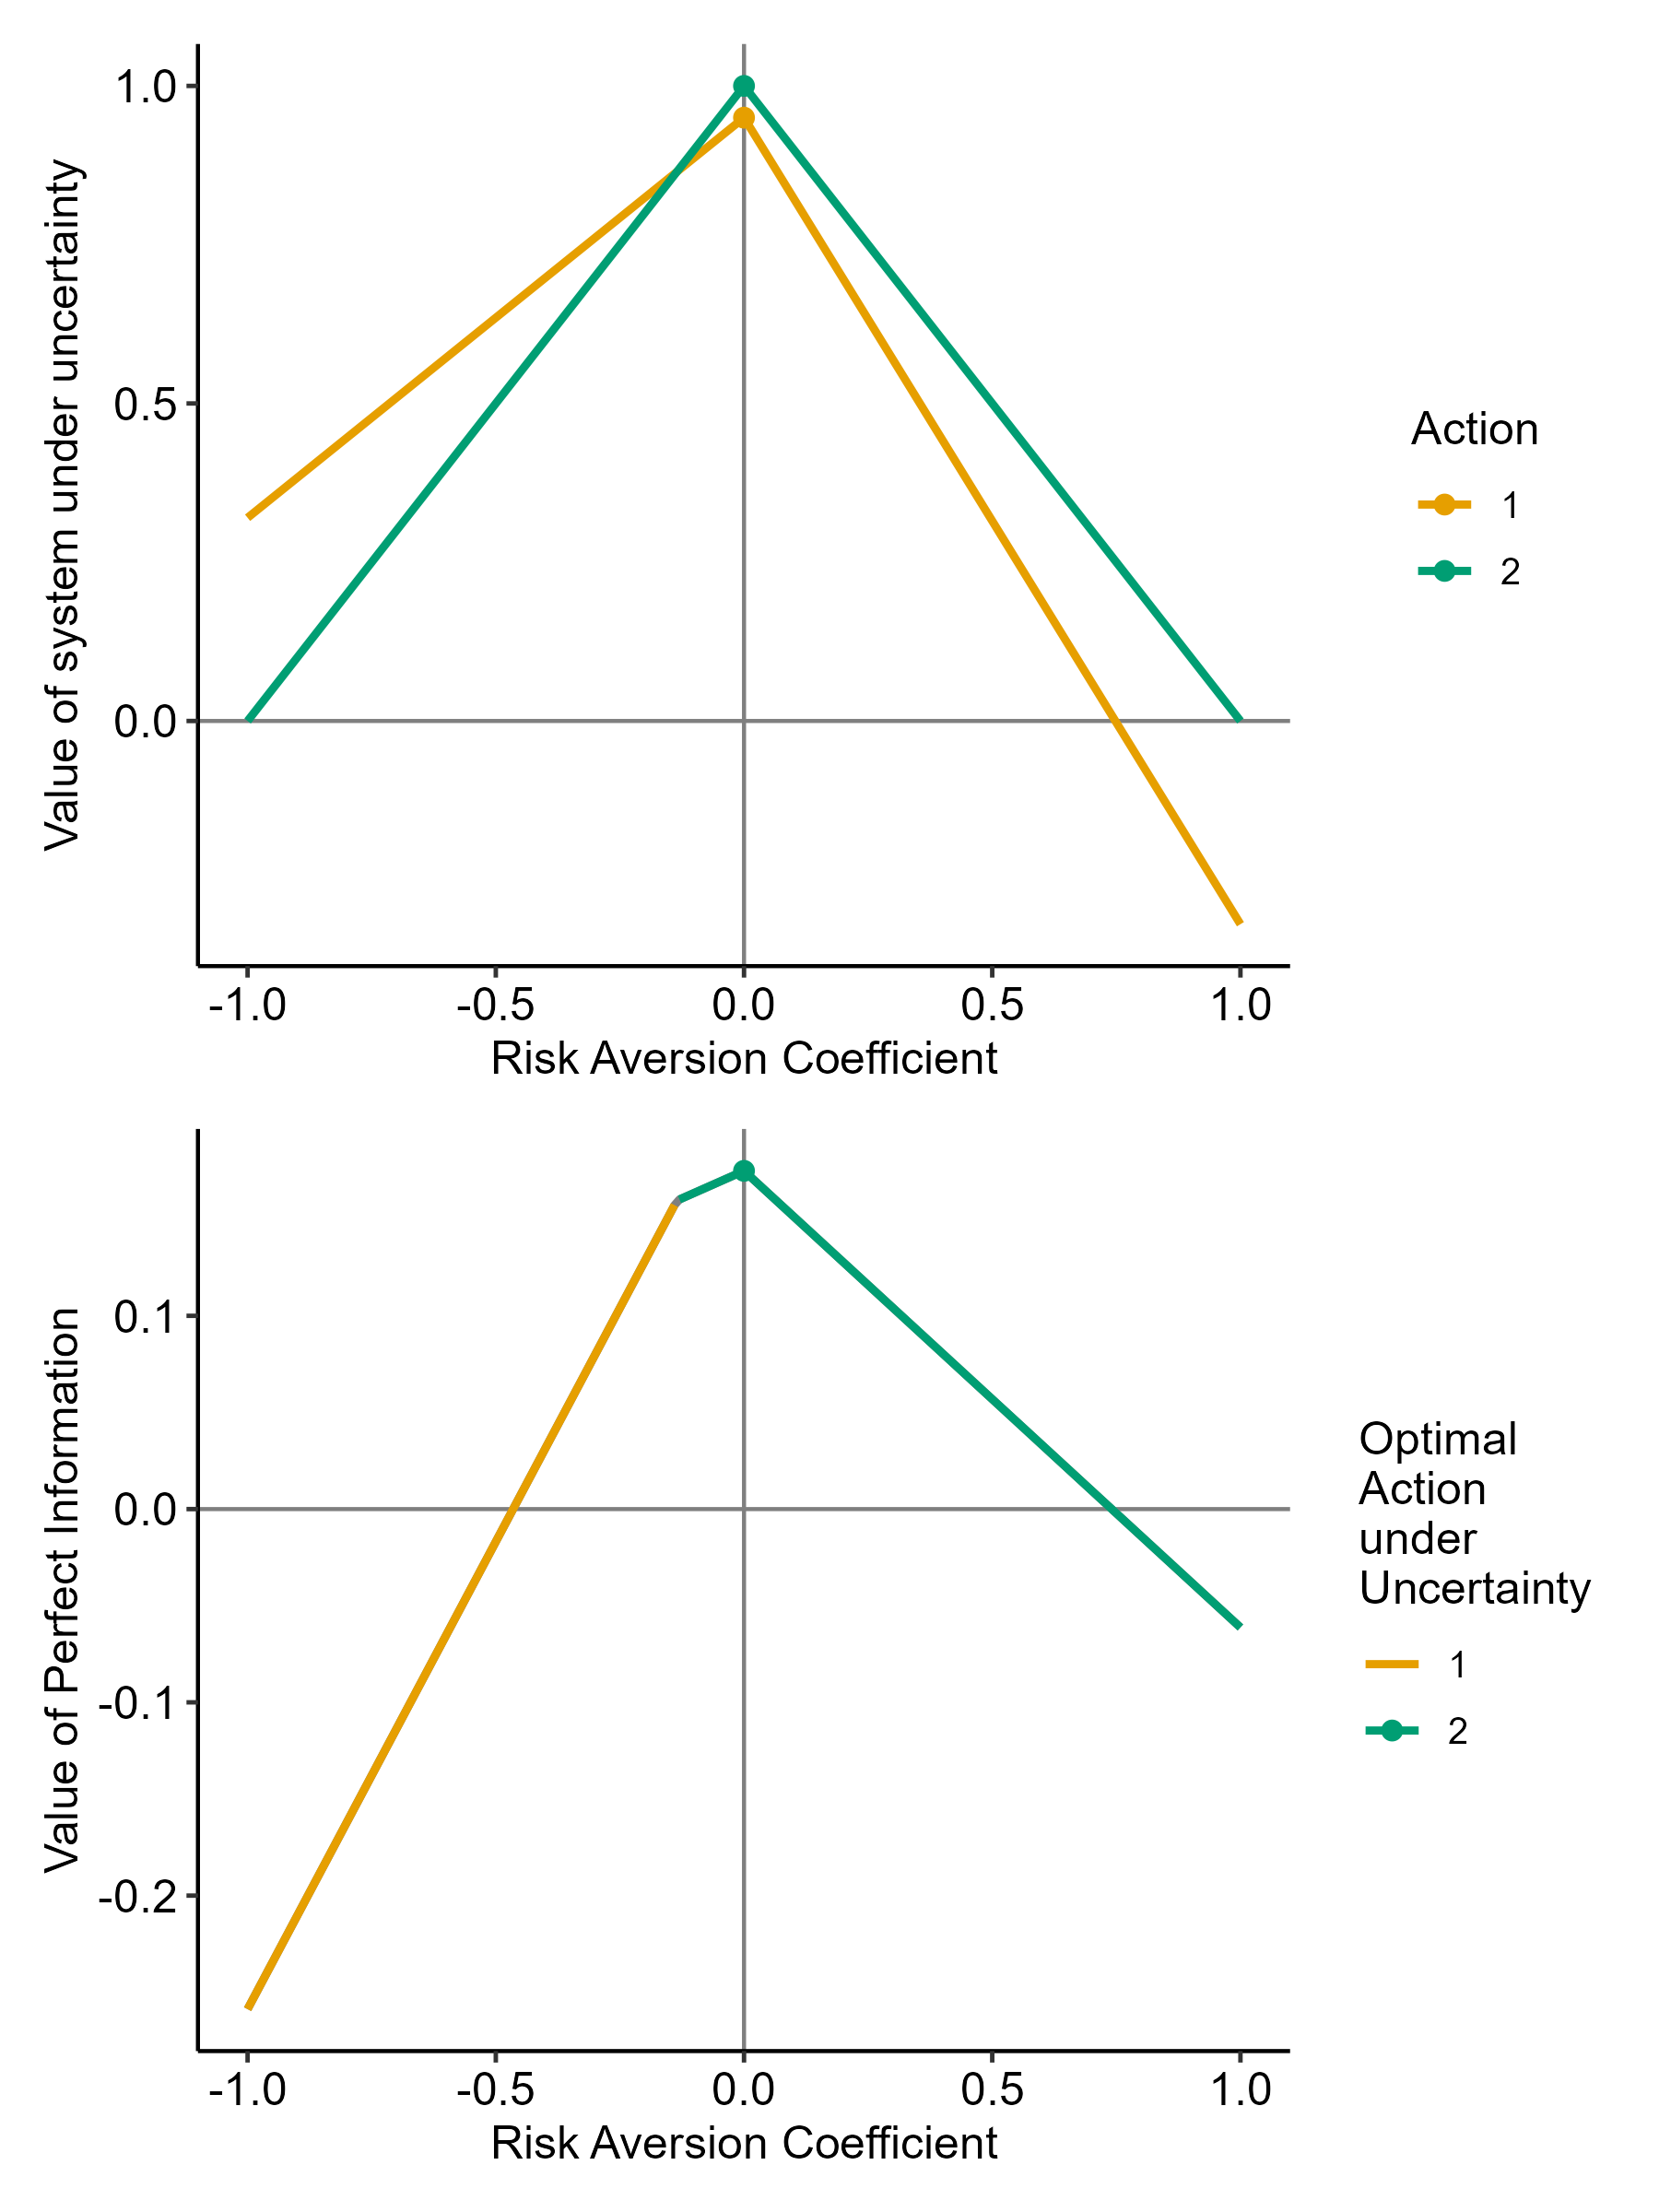 Value of system under uncertainty
1.0
0.5
0.0
-1.0 -0.5 0.0 0.5 1.0
Risk Aversion Coefficient
Action
1
2
Value of Perfect Information
0.1
0.0
-0.1
-0.2
-1.0 -0.5 0.0 0.5 1.0
Risk Aversion Coefficient
Optimal
Action
under
Uncertainty
1
2